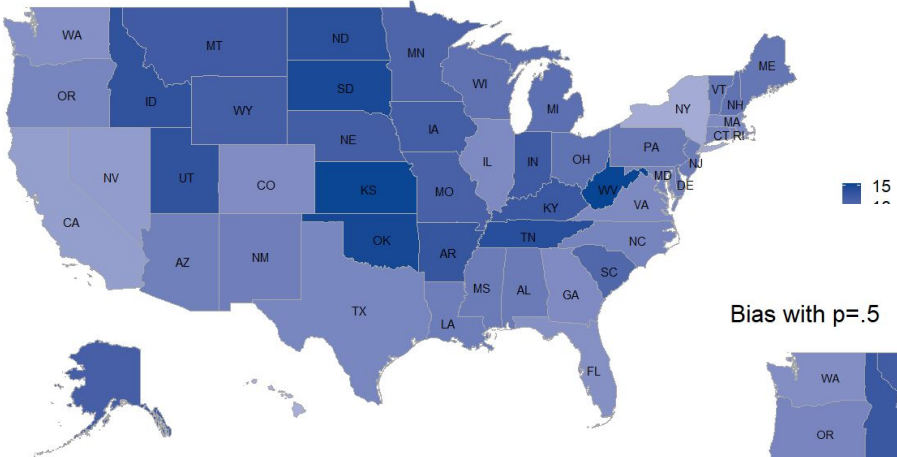 WA
MT
ND
MN
ME
OR
ID
SD
WI
VT
NH
WY
MI
NY
MA
CT RI
IA
NE
PA
NJ
NV
UT
CO
IL
IN
OH
MD
DE
KS
MO
WV
VA
KY
CA
15
OK
TN
NC
AZ
NM
AR
SC
MS
AL
GA
TX
LA
Bias with p=.5
FL
WA
OR